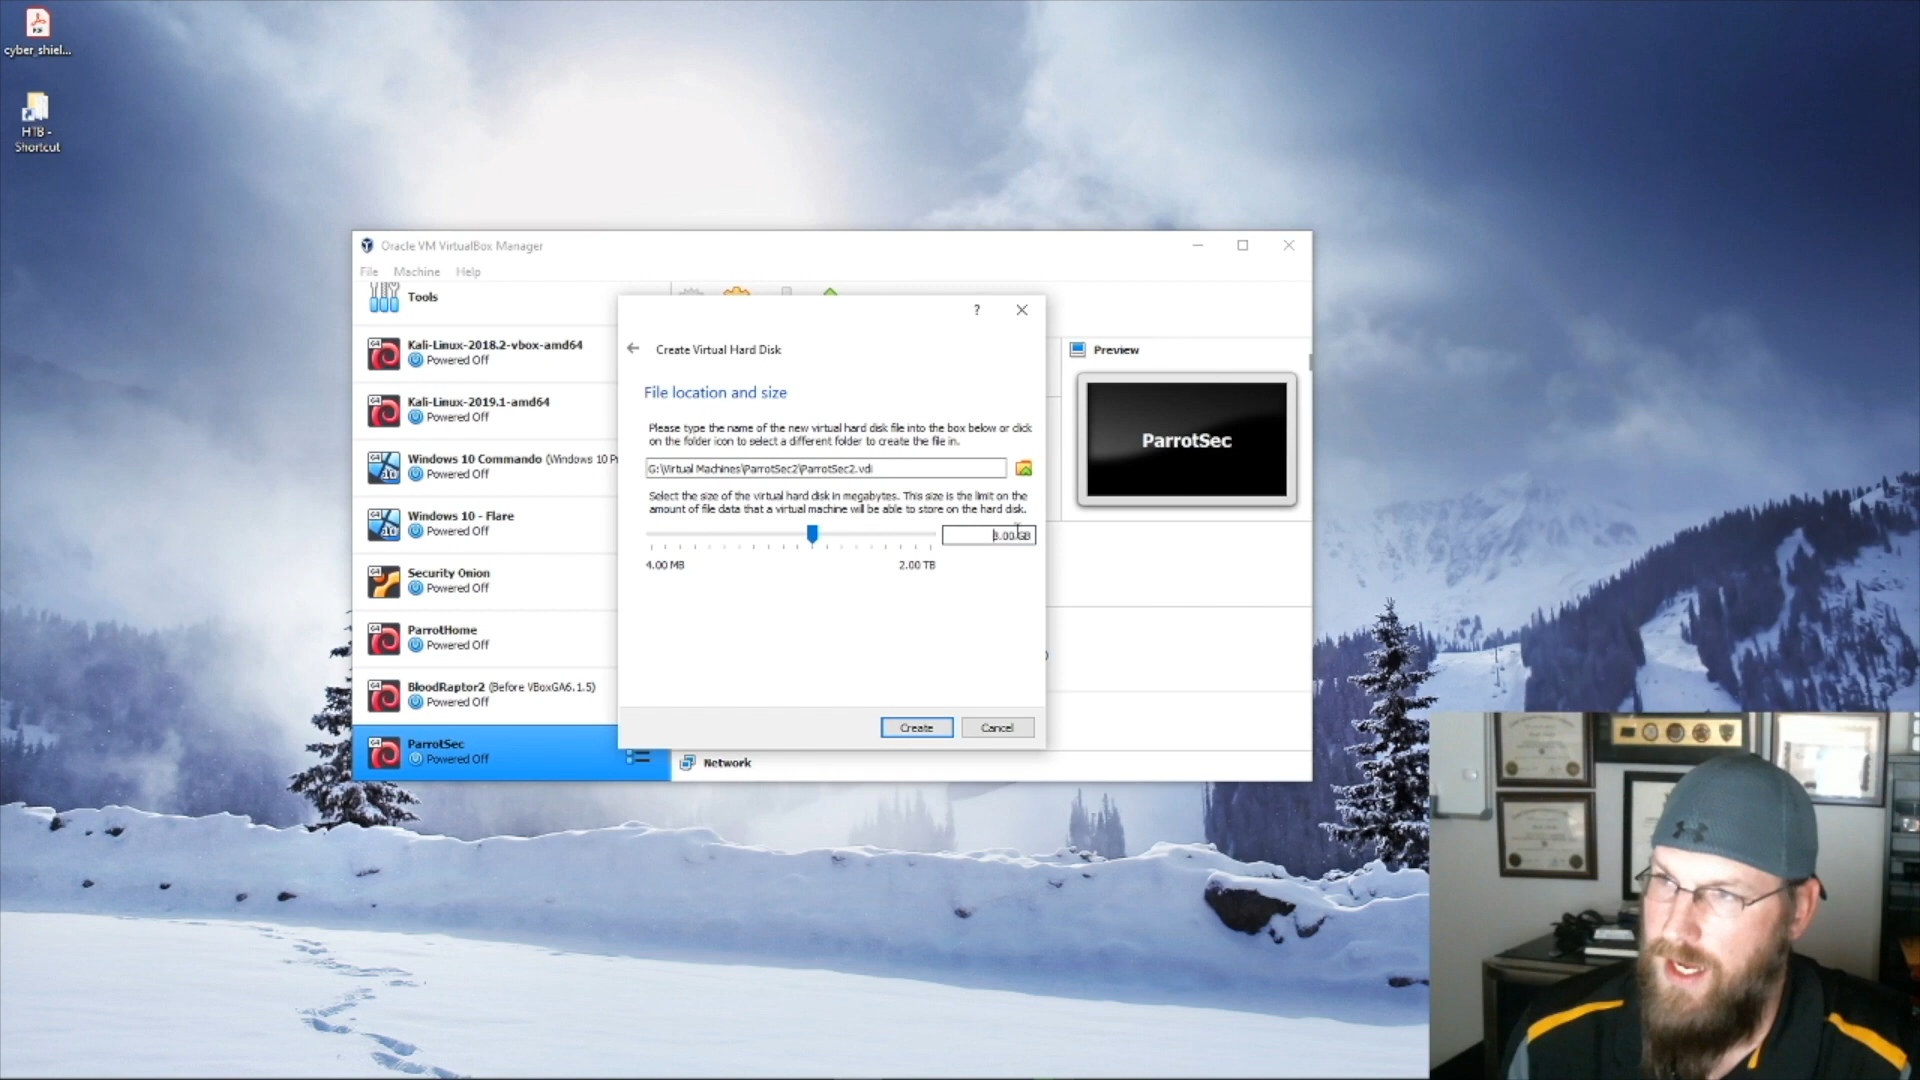 cyber_shiel...
HTB -
Shortcut
Oracle VM VirtualBox Manager
File Machine Help
Tools
Kali-Linux-2018.2-vbox-amd64
Powered Off
Kali-Linux-2019.1-amd64
Powered Off
Windows 10 Commando (Windows 10 P
Powered Off
Windows 10 - Flare
Powered Off
Security Onion
Powered Off
ParrotHome
Powered Off
BloodRaptor2 (Before VBoxGA6.1.5)
Powered Off
ParrotSec
Powered Off
?
Create Virtual Hard Disk
File location and size
Please type the name of the new virtual hard disk file into the box below or click
on the folder icon to select a different folder to create the file in.
G:\Virtual Machines\ParrotSec2\ParrotSec2.vdi
Select the size of the virtual hard disk in megabytes. This size is the limit on the
amount of file data that a virtual machine will be able to store on the hard disk.
8.00 GB
4.00 MB
2.00 TB
Create
Cancel
Preview
ParrotSec
Network